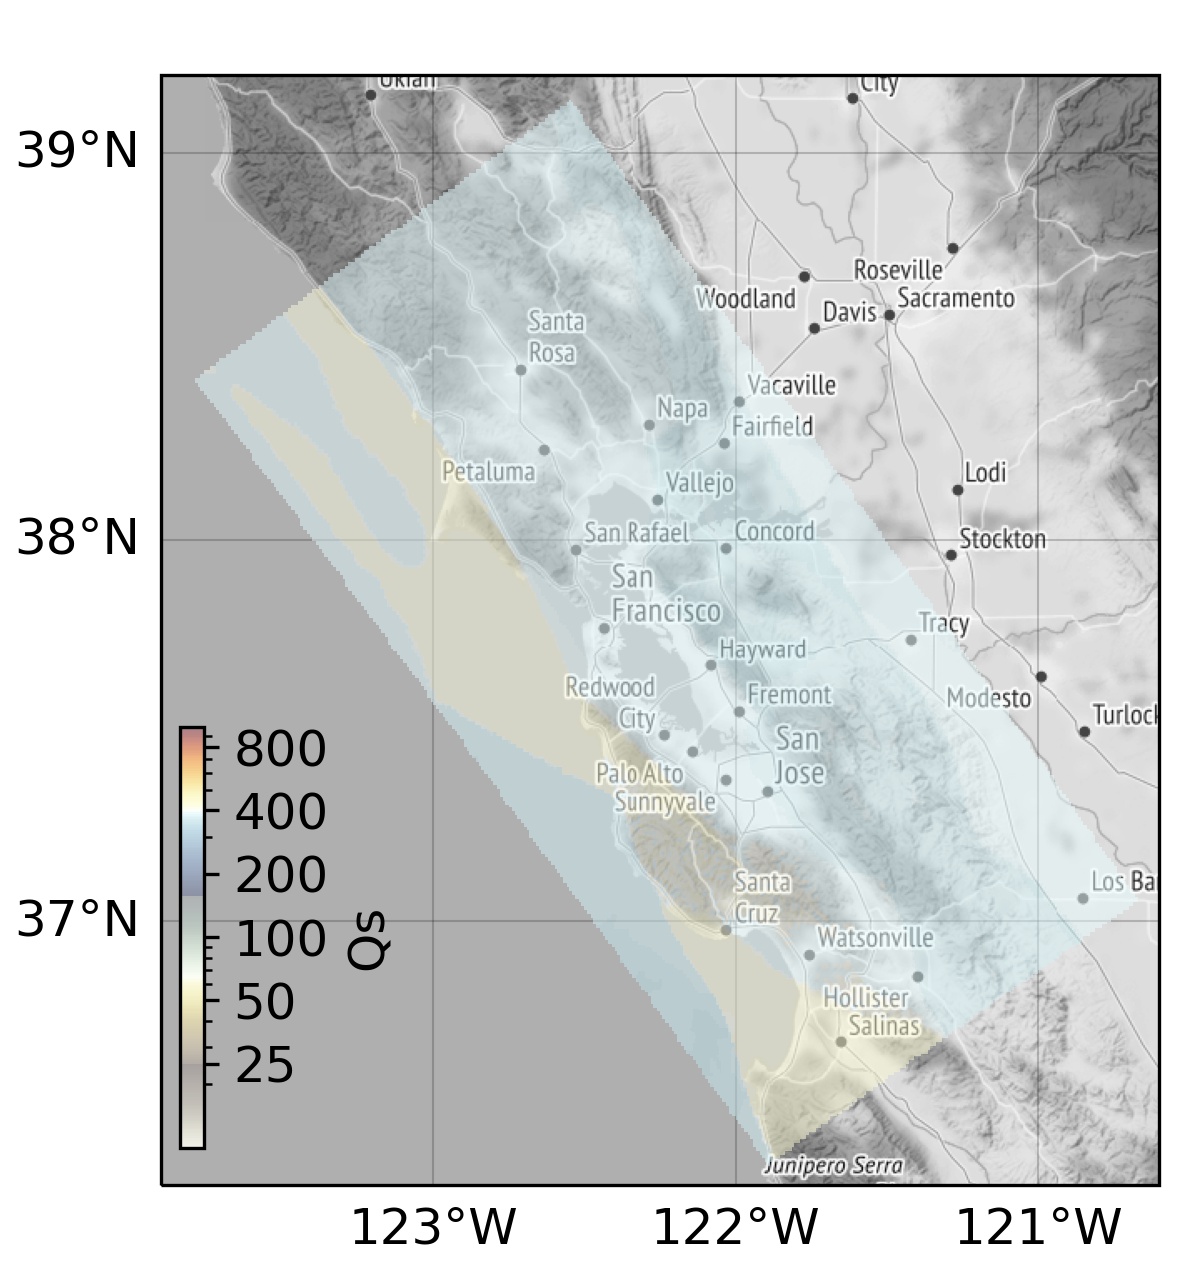 Ukiah
City
39°N
Roseville
Woodland
Sacramento
Davis
Santa
Rosa
Vacaville
Napa
Fairfield
Petaluma
Vallejo
Lodi
San Rafael
Concord
38°N
Stockton
San
Francisco
Tracy
Hayward
Redwood
City
Fremont
Modesto
Turlock
San
Jose
Palo Alto
Sunnyvale
800
400
200
100
50
25
Qs
Santa
Cruz
Los Ba
37°N
Watsonville
Hollister
Salinas
Junipero Serra
123°W
122°W
121°W